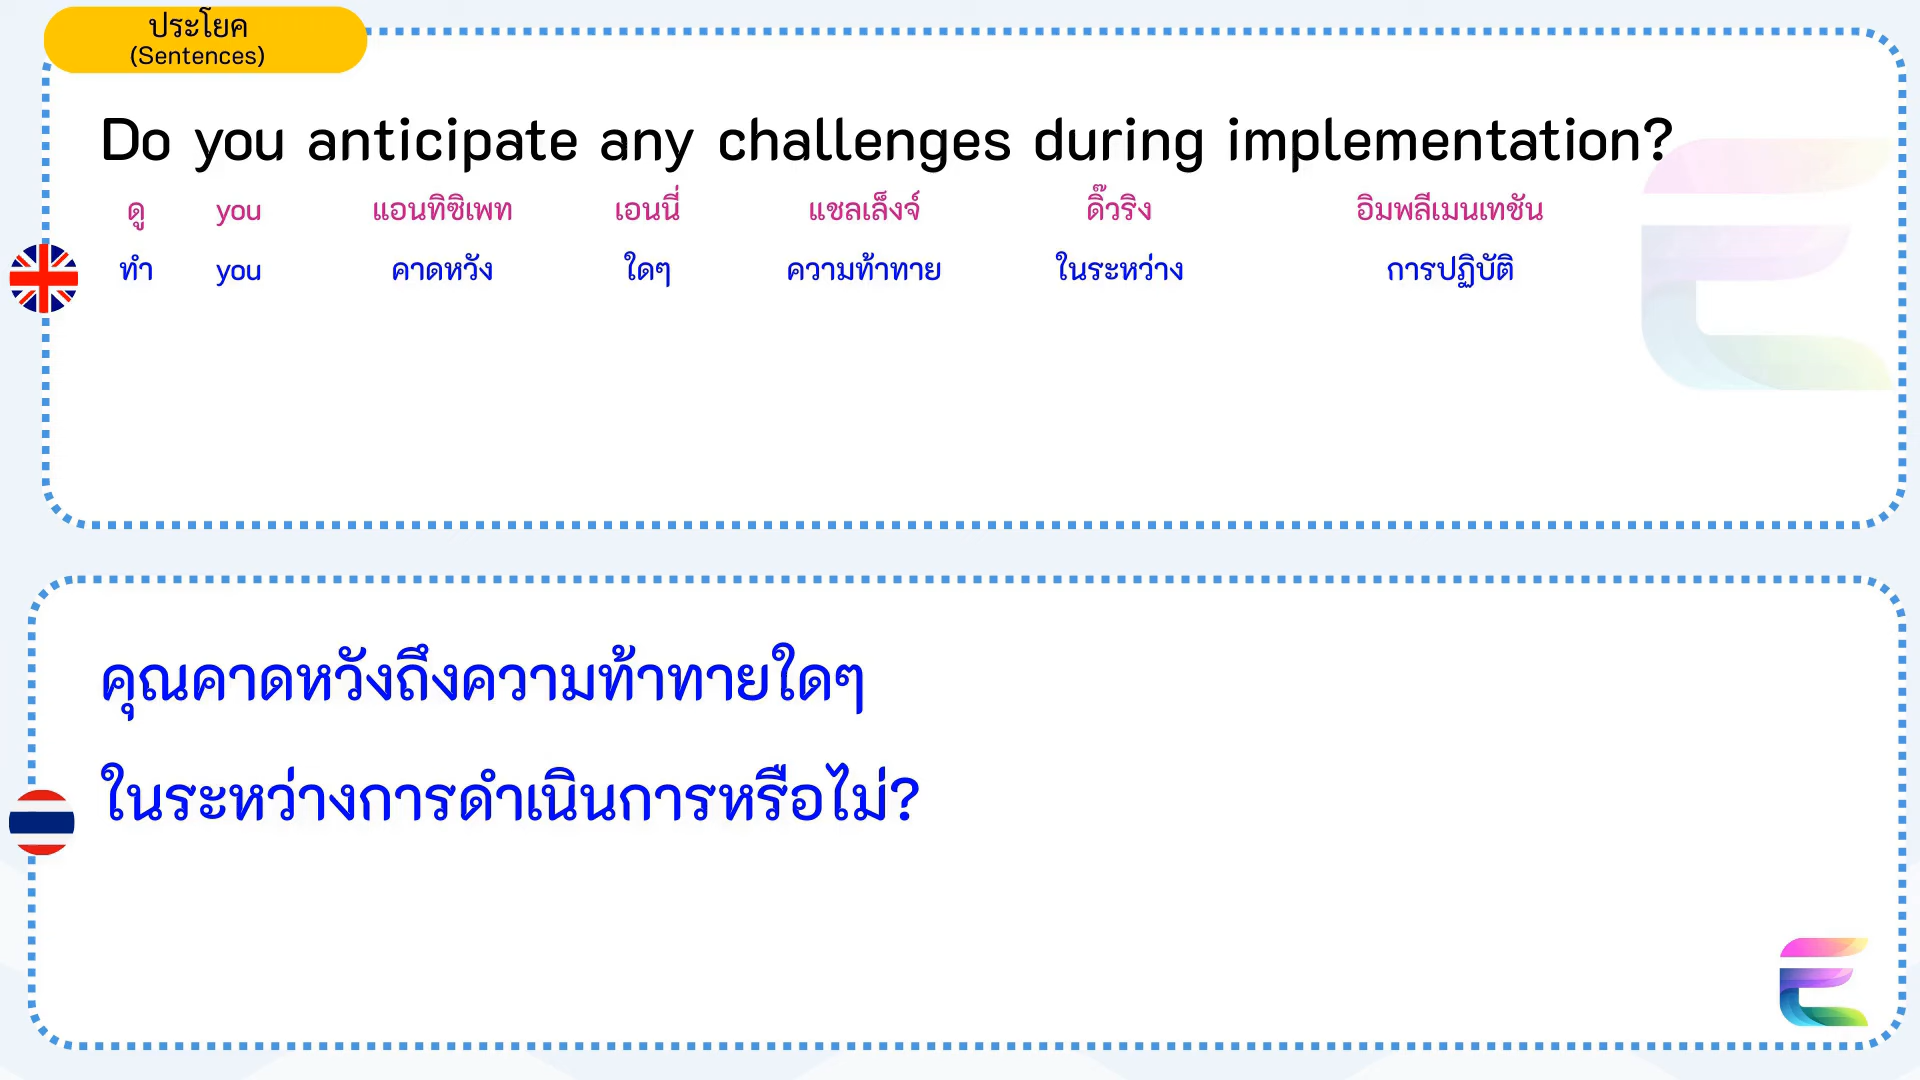 ประโยค
(Sentences)
Do you anticipate any challenges during implementation?
ดู you แอนทิซิเพท เอนนี่ แชลเล็งจ์ ดิ๊วริง อิมพลีเมนเทชัน
ทำ you คาดหวัง ใดๆ ความท้าทาย ในระหว่าง การปฏิบัติ
คุณคาดหวังถึงความท้าทายใดๆ
ในระหว่างการดำเนินการหรือไม่?